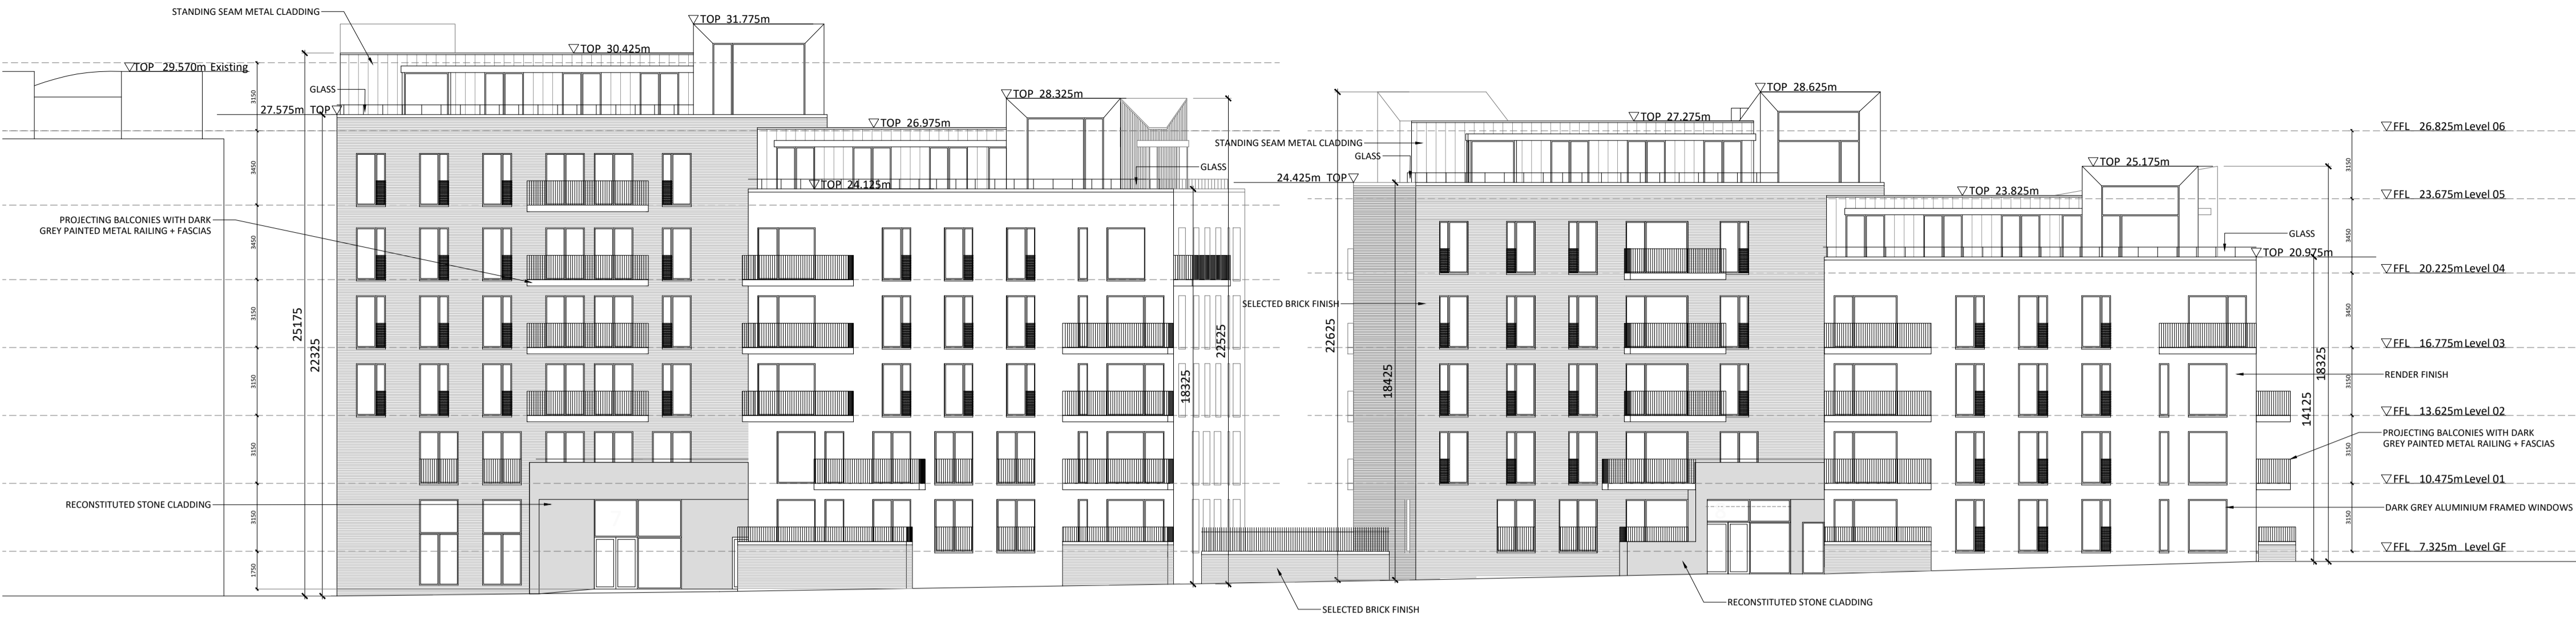 STANDING SEAM METAL CLADDING
TOP 31.775m
TOP 30.425m
TOP 29.570m Existing
GLASS
27.575m TOP
TOP 28.325m
TOP 26.975m
GLASS
TOP 24.125m
PROJECTING BALCONIES WITH DARK
GREY PAINTED METAL RAILING + FASCIAS
RECONSTITUTED STONE CLADDING
3150
3450
3450
3150
3150
3150
3150
1750
25175
22325
7
18325
22525
TOP 28.625m
TOP 27.275m
STANDING SEAM METAL CLADDING
GLASS
24.425m TOP
TOP 25.175m
TOP 23.825m
GLASS
TOP 20.975m
SELECTED BRICK FINISH
22625
18425
SELECTED BRICK FINISH
RECONSTITUTED STONE CLADDING
14125
18325
3150
3450
3450
3150
3150
3150
FFL 26.825m Level 06
FFL 23.675m Level 05
FFL 20.225m Level 04
FFL 16.775m Level 03
RENDER FINISH
FFL 13.625m Level 02
PROJECTING BALCONIES WITH DARK
GREY PAINTED METAL RAILING + FASCIAS
FFL 10.475m Level 01
DARK GREY ALUMINIUM FRAMED WINDOWS
FFL 7.325m Level GF